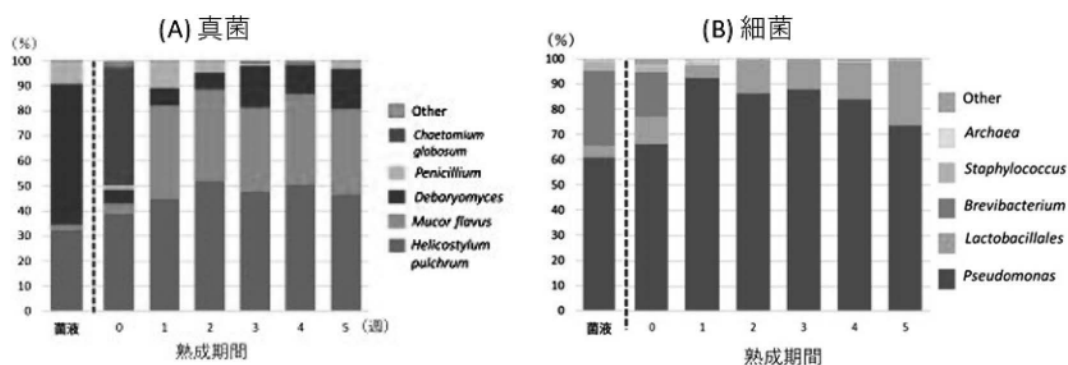 (A) 真菌
(%)
100
90
80
70
60
50
40
30
20
10
0
菌液
0
1
2
3
4
5
(週)
熟成期間
Other
Chaetamium
globosum
Penicillium
Debaryomyces
Mucor flavus
Helicostylum
pulchrum
(B) 細菌
(%)
100
90
80
70
60
50
40
30
20
10
0
菌液
0
1
2
3
4
5
熟成期間
Other
Archaea
Staphylococcus
Brevibacterium
Lactobacillales
Pseudomonas